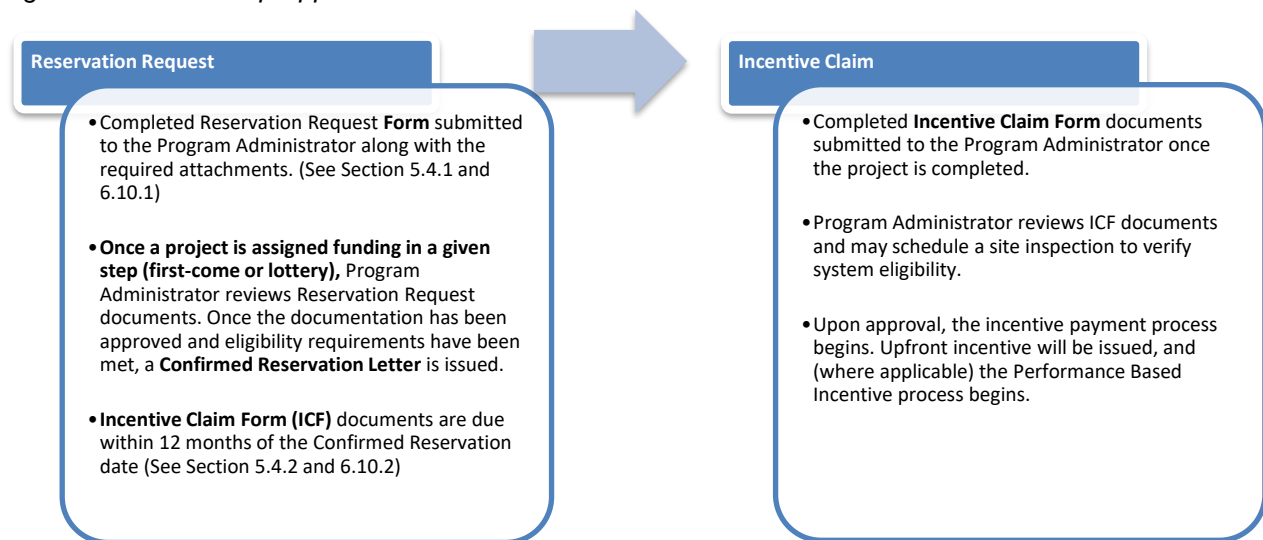 Reservation Request
•Completed Reservation Request Form submitted
to the Program Administrator along with the
required attachments. (See Section 5.4.1 and
6.10.1)
•Once a project is assigned funding in a given
step (first-come or lottery), Program
Administrator reviews Reservation Request
documents. Once the documentation has been
approved and eligibility requirements have been
met, a Confirmed Reservation Letter is issued.
•Incentive Claim Form (ICF) documents are due
within 12 months of the Confirmed Reservation
date (See Section 5.4.2 and 6.10.2)
Incentive Claim
•Completed Incentive Claim Form documents
submitted to the Program Administrator once
the project is completed.
•Program Administrator reviews ICF documents
and may schedule a site inspection to verify
system eligibility.
•Upon approval, the incentive payment process
begins. Upfront incentive will be issued, and
(where applicable) the Performance Based
Incentive process begins.